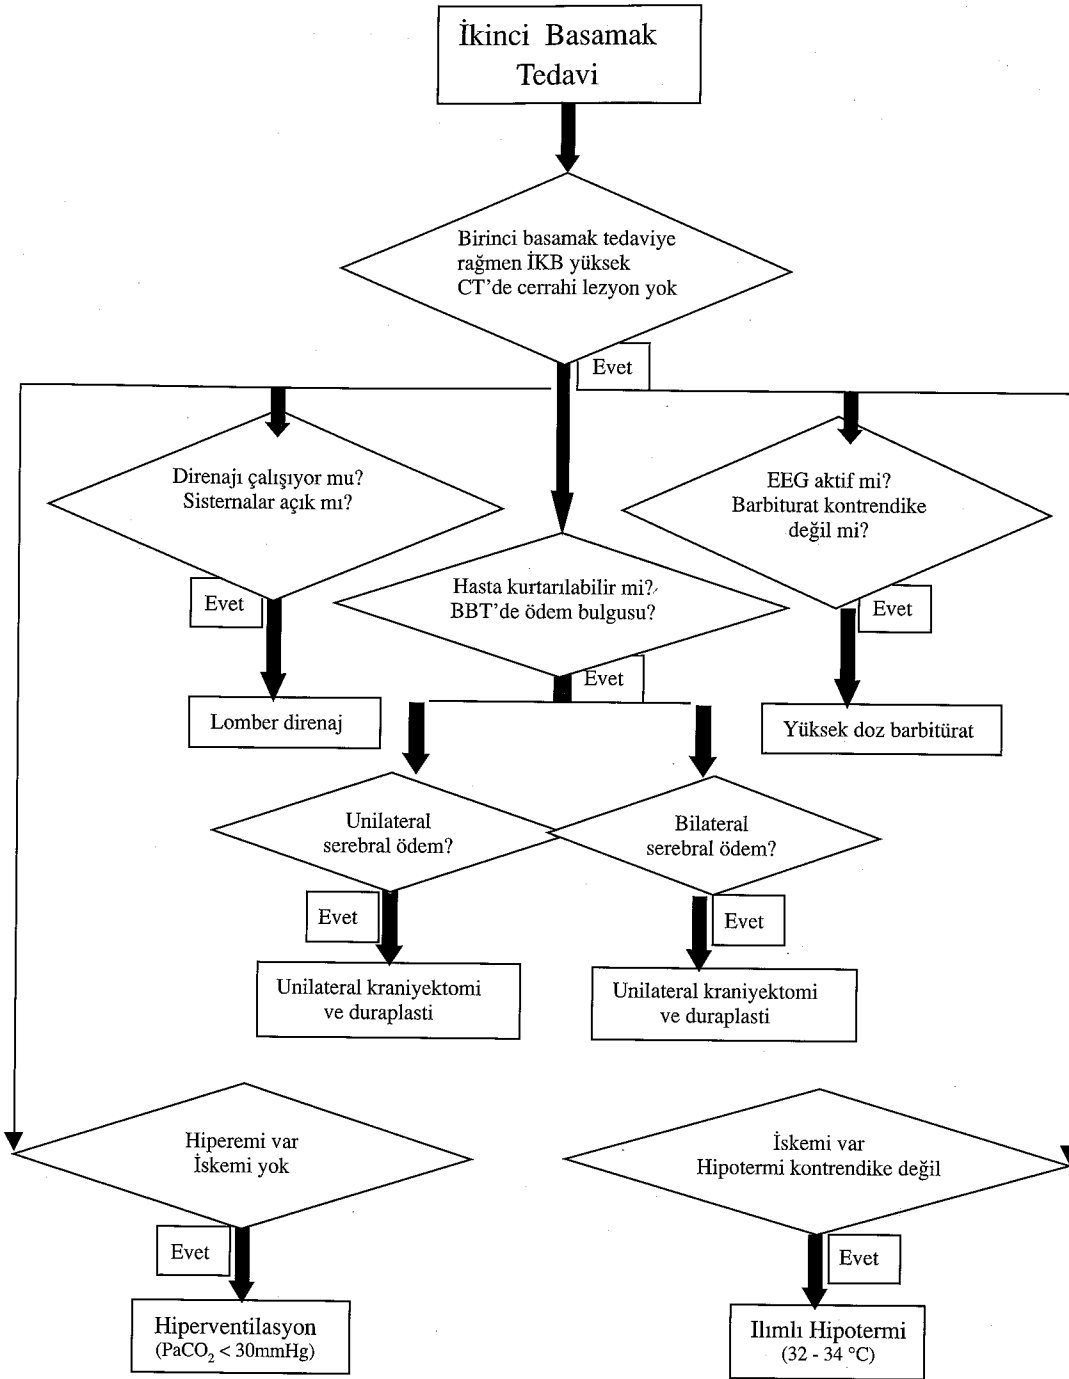 İkinci Basamak
Tedavi
Birinci basamak tedaviye
rağmen İKB yüksek
CT'de cerrahi lezyon yok
Evet
Direnajı çalışıyor mu?
Sisternalar açık mı?
EEG aktif mi?
Barbiturat kontrendike
değil mi?
Evet
Hasta kurtarılabilir mi?
BBT'de ödem bulgusu?
Evet
Evet
Lomber direnaj
Yüksek doz barbitürat
Unilateral
serebral ödem?
Bilateral
serebral ödem?
Evet
Evet
Unilateral kraniyektomi
ve duraplasti
Unilateral kraniyektomi
ve duraplasti
Hiperemi var
İskemi yok
İskemi var
Hipotermi kontrendike değil
Evet
Evet
Hiperventilasyon
(PaCO₂ < 30mmHg)
Ilımlı Hipotermi
(32 - 34 °C)